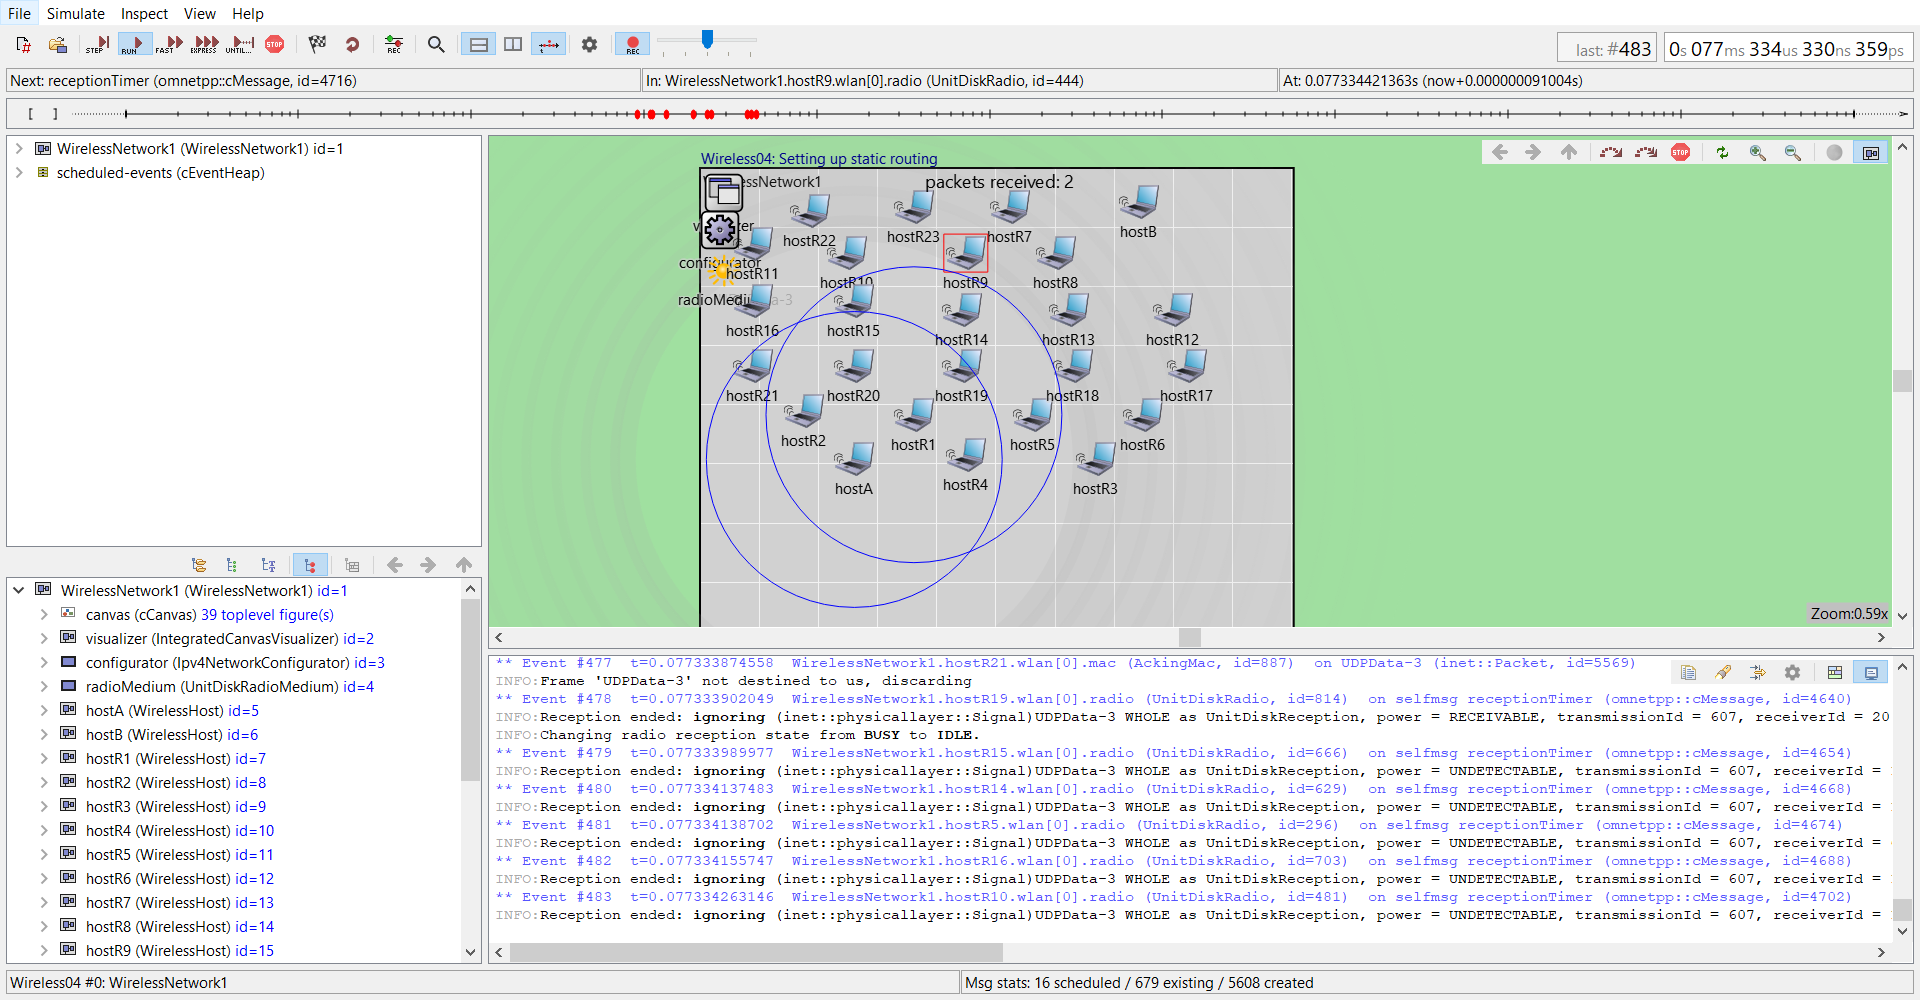 File Simulate Inspect View Help
STEP RUN FAST EXPRESS UNTIL... STOP REC REC last: #483 0s 077ms 334us 330ns 359ps
Next: receptionTimer (omnetpp::cMessage, id=4716) In: WirelessNetwork1.hostR9.wlan[0].radio (UnitDiskRadio, id=444) At: 0.077334421363s (now+0.000000091004s)
[ ]
WirelessNetwork1 (WirelessNetwork1) id=1
scheduled-events (cEventHeap)
WirelessNetwork1 (WirelessNetwork1) id=1
canvas (cCanvas) 39 toplevel figure(s)
visualizer (IntegratedCanvasVisualizer) id=2
configurator (Ipv4NetworkConfigurator) id=3
radioMedium (UnitDiskRadioMedium) id=4
hostA (WirelessHost) id=5
hostB (WirelessHost) id=6
hostR1 (WirelessHost) id=7
hostR2 (WirelessHost) id=8
hostR3 (WirelessHost) id=9
hostR4 (WirelessHost) id=10
hostR5 (WirelessHost) id=11
hostR6 (WirelessHost) id=12
hostR7 (WirelessHost) id=13
hostR8 (WirelessHost) id=14
hostR9 (WirelessHost) id=15
Wireless04: Setting up static routing
STOP
packets received: 2
hostR22 hostR23 hostR7 hostB
configurator
hostR11 hostR10 hostR9 hostR8
hostR16 hostR15 hostR14 hostR13 hostR12
hostR21 hostR20 hostR19 hostR18 hostR17
hostR2 hostR1 hostR5 hostR6
hostA hostR4 hostR3
Zoom:0.59x
** Event #477 t=0.077333874558 WirelessNetwork1.hostR21.wlan[0].mac (AckingMac, id=887) on UDPData-3 (inet::Packet, id=5569)
INFO:Frame 'UDPData-3' not destined to us, discarding
** Event #478 t=0.077333902049 WirelessNetwork1.hostR19.wlan[0].radio (UnitDiskRadio, id=814) on selfmsg receptionTimer (omnetpp::cMessage, id=4640)
INFO:Reception ended: ignoring (inet::physicallayer::Signal)UDPData-3 WHOLE as UnitDiskReception, power = RECEIVABLE, transmissionId = 607, receiverId = 20
INFO:Changing radio reception state from BUSY to IDLE.
** Event #479 t=0.077333989977 WirelessNetwork1.hostR15.wlan[0].radio (UnitDiskRadio, id=666) on selfmsg receptionTimer (omnetpp::cMessage, id=4654)
INFO:Reception ended: ignoring (inet::physicallayer::Signal)UDPData-3 WHOLE as UnitDiskReception, power = UNDETECTABLE, transmissionId = 607, receiverId =
** Event #480 t=0.077334137483 WirelessNetwork1.hostR14.wlan[0].radio (UnitDiskRadio, id=629) on selfmsg receptionTimer (omnetpp::cMessage, id=4668)
INFO:Reception ended: ignoring (inet::physicallayer::Signal)UDPData-3 WHOLE as UnitDiskReception, power = UNDETECTABLE, transmissionId = 607, receiverId =
** Event #481 t=0.077334138702 WirelessNetwork1.hostR5.wlan[0].radio (UnitDiskRadio, id=296) on selfmsg receptionTimer (omnetpp::cMessage, id=4674)
INFO:Reception ended: ignoring (inet::physicallayer::Signal)UDPData-3 WHOLE as UnitDiskReception, power = UNDETECTABLE, transmissionId = 607, receiverId =
** Event #482 t=0.077334155747 WirelessNetwork1.hostR16.wlan[0].radio (UnitDiskRadio, id=703) on selfmsg receptionTimer (omnetpp::cMessage, id=4688)
INFO:Reception ended: ignoring (inet::physicallayer::Signal)UDPData-3 WHOLE as UnitDiskReception, power = UNDETECTABLE, transmissionId = 607, receiverId =
** Event #483 t=0.077334263146 WirelessNetwork1.hostR10.wlan[0].radio (UnitDiskRadio, id=481) on selfmsg receptionTimer (omnetpp::cMessage, id=4702)
INFO:Reception ended: ignoring (inet::physicallayer::Signal)UDPData-3 WHOLE as UnitDiskReception, power = UNDETECTABLE, transmissionId = 607, receiverId =
Wireless04 #0: WirelessNetwork1 Msg stats: 16 scheduled / 679 existing / 5608 created